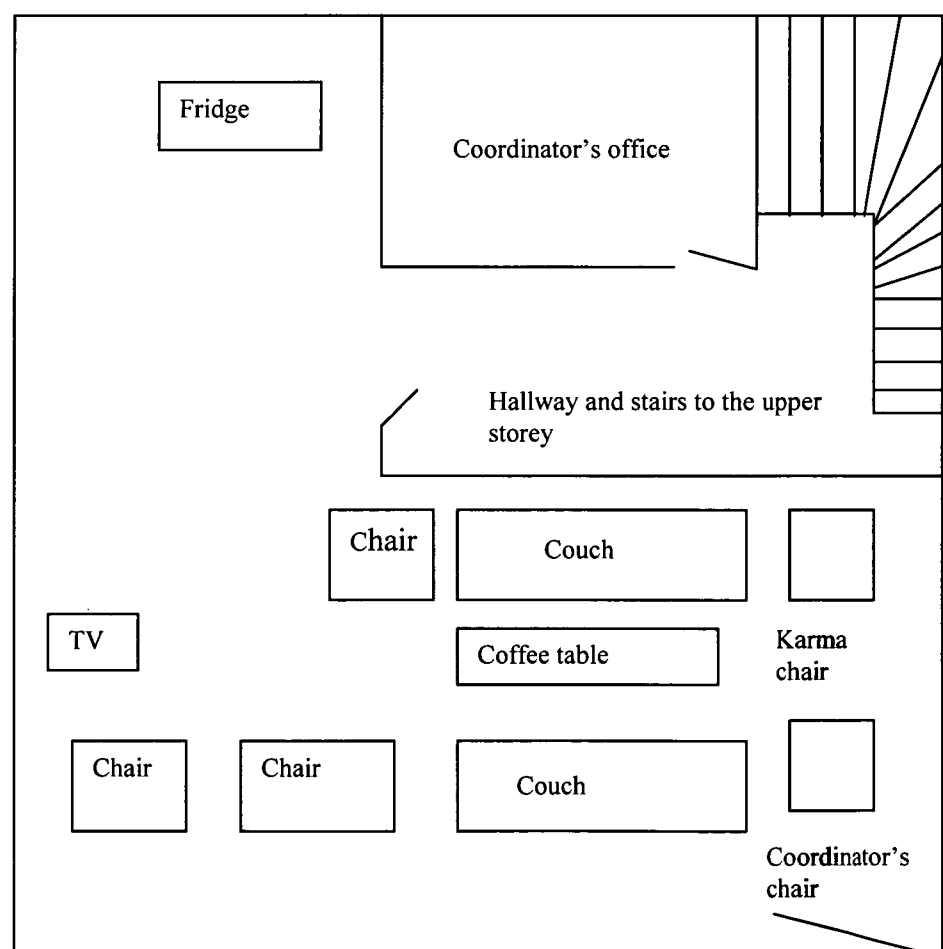 Fridge
Coordinator's office
Hallway and stairs to the upper
storey
Chair
Couch
TV
Coffee table
Karma
chair
Chair
Chair
Couch
Coordinator's
chair